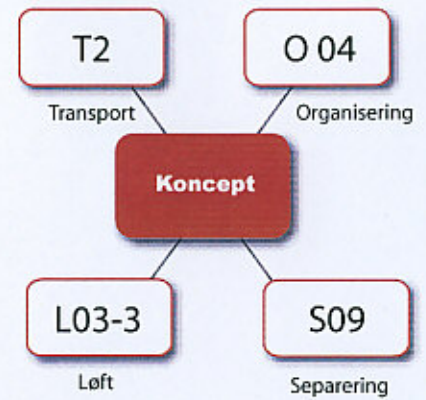 T2
O 04
Transport
Organisering
Koncept
L03-3
S09
Løft
Separering